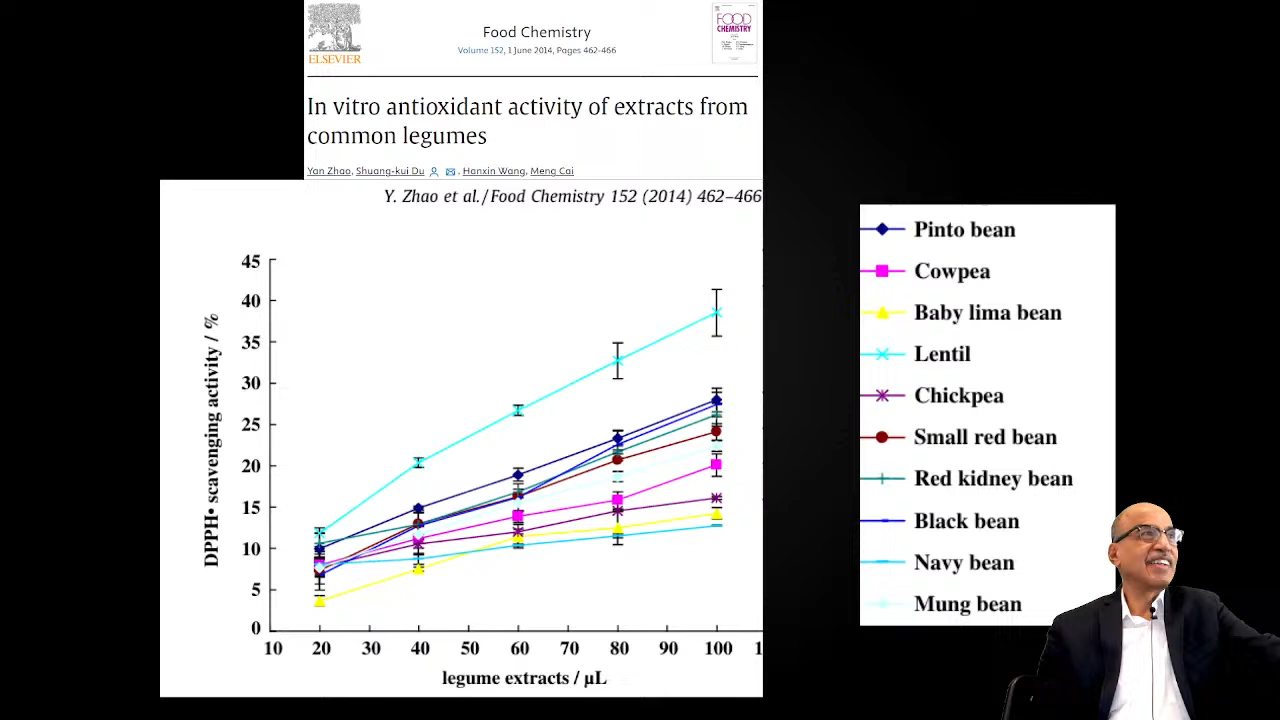 Food Chemistry
Volume 152, 1 June 2014, Pages 462-466
ELSEVIER
FOOD
CHEMISTRY
In vitro antioxidant activity of extracts from
common legumes
Yan Zhao, Shuang-kui Du , Hanxin Wang, Meng Cai
Y. Zhao et al./Food Chemistry 152 (2014) 462–466
45
40
35
30
25
20
15
10
5
0
DPPH• scavenging activity / %
10 20 30 40 50 60 70 80 90 100 1
legume extracts / µL
Pinto bean
Cowpea
Baby lima bean
Lentil
Chickpea
Small red bean
Red kidney bean
Black bean
Navy bean
Mung bean